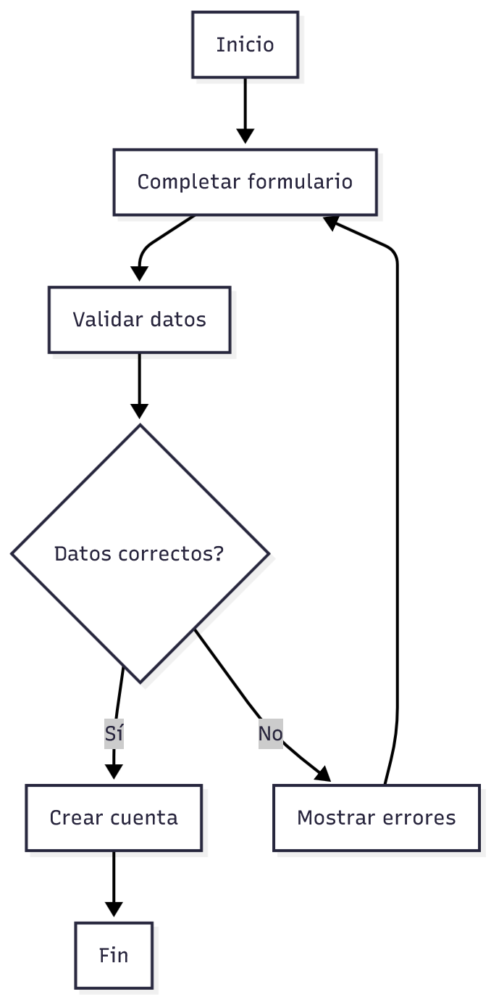 Inicio
Completar formulario
Validar datos
Datos correctos?
Sí
No
Crear cuenta
Mostrar errores
Fin